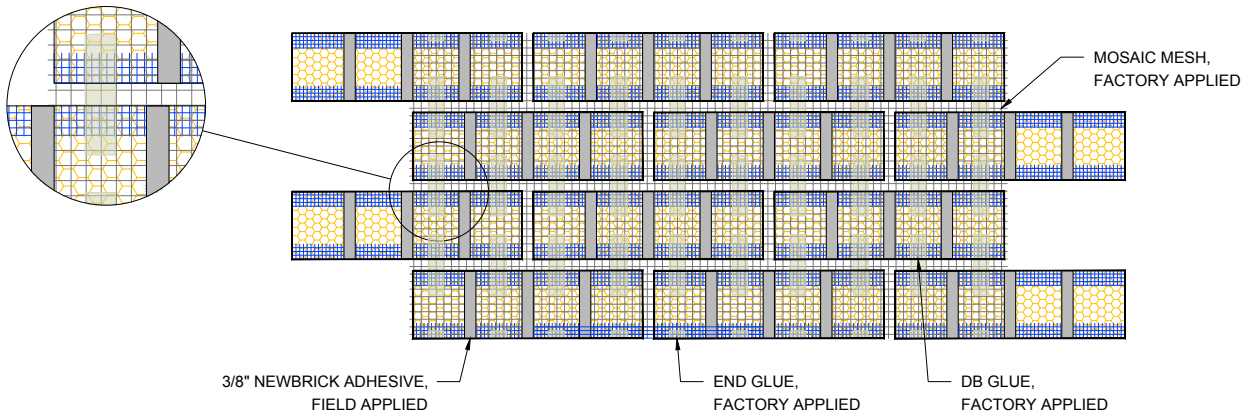 MOSAIC MESH,
FACTORY APPLIED
3/8" NEWBRICK ADHESIVE,
FIELD APPLIED
END GLUE,
FACTORY APPLIED
DB GLUE,
FACTORY APPLIED